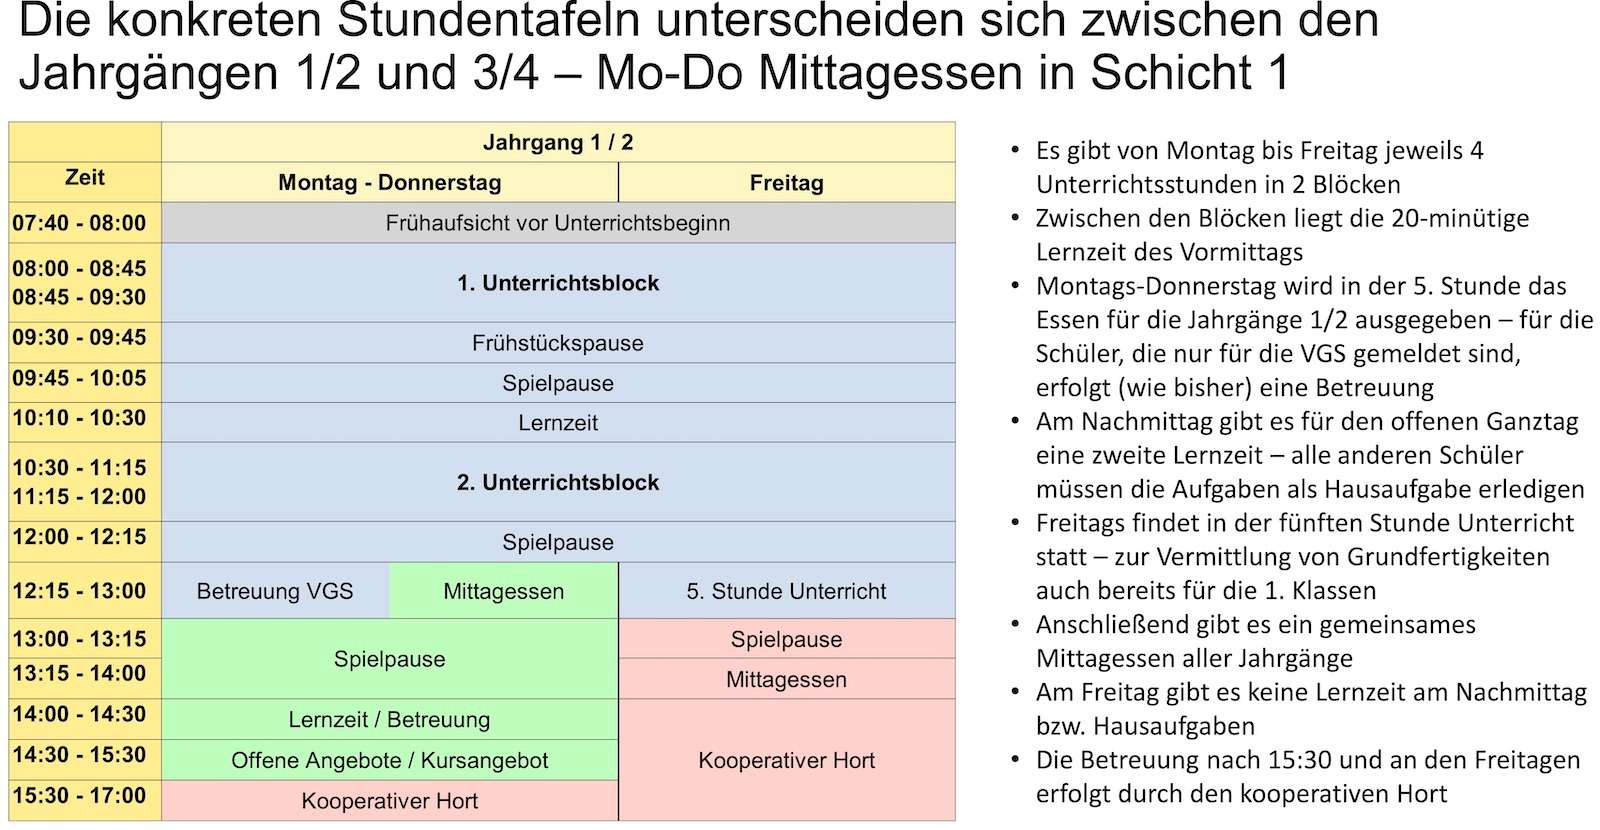 Die konkreten Stundentafeln unterscheiden sich zwischen den
Jahrgängen 1/2 und 3/4 – Mo-Do Mittagessen in Schicht 1
Jahrgang 1 / 2
Zeit
Montag - Donnerstag
Freitag
07:40 - 08:00
Frühaufsicht vor Unterrichtsbeginn
08:00 - 08:45
08:45 - 09:30
1. Unterrichtsblock
09:30 - 09:45
Frühstückspause
09:45 - 10:05
Spielpause
10:10 - 10:30
Lernzeit
10:30 - 11:15
11:15 - 12:00
2. Unterrichtsblock
12:00 - 12:15
Spielpause
12:15 - 13:00
Betreuung VGS
Mittagessen
5. Stunde Unterricht
13:00 - 13:15
Spielpause
Spielpause
13:15 - 14:00
Mittagessen
14:00 - 14:30
Lernzeit / Betreuung
14:30 - 15:30
Offene Angebote / Kursangebot
Kooperativer Hort
15:30 - 17:00
Kooperativer Hort
• Es gibt von Montag bis Freitag jeweils 4
Unterrichtsstunden in 2 Blöcken
• Zwischen den Blöcken liegt die 20-minütige
Lernzeit des Vormittags
• Montags-Donnerstag wird in der 5. Stunde das
Essen für die Jahrgänge 1/2 ausgegeben – für die
Schüler, die nur für die VGS gemeldet sind,
erfolgt (wie bisher) eine Betreuung
• Am Nachmittag gibt es für den offenen Ganztag
eine zweite Lernzeit – alle anderen Schüler
müssen die Aufgaben als Hausaufgabe erledigen
• Freitags findet in der fünften Stunde Unterricht
statt – zur Vermittlung von Grundfertigkeiten
auch bereits für die 1. Klassen
• Anschließend gibt es ein gemeinsames
Mittagessen aller Jahrgänge
• Am Freitag gibt es keine Lernzeit am Nachmittag
bzw. Hausaufgaben
• Die Betreuung nach 15:30 und an den Freitagen
erfolgt durch den kooperativen Hort